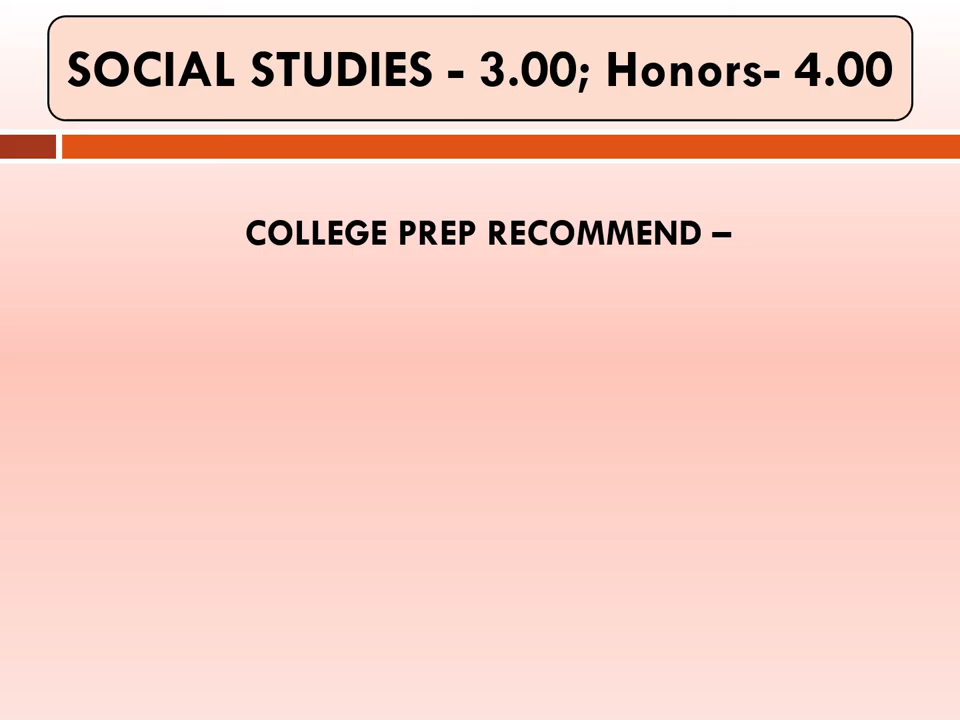 SOCIAL STUDIES - 3.00; Honors- 4.00
COLLEGE PREP RECOMMEND –